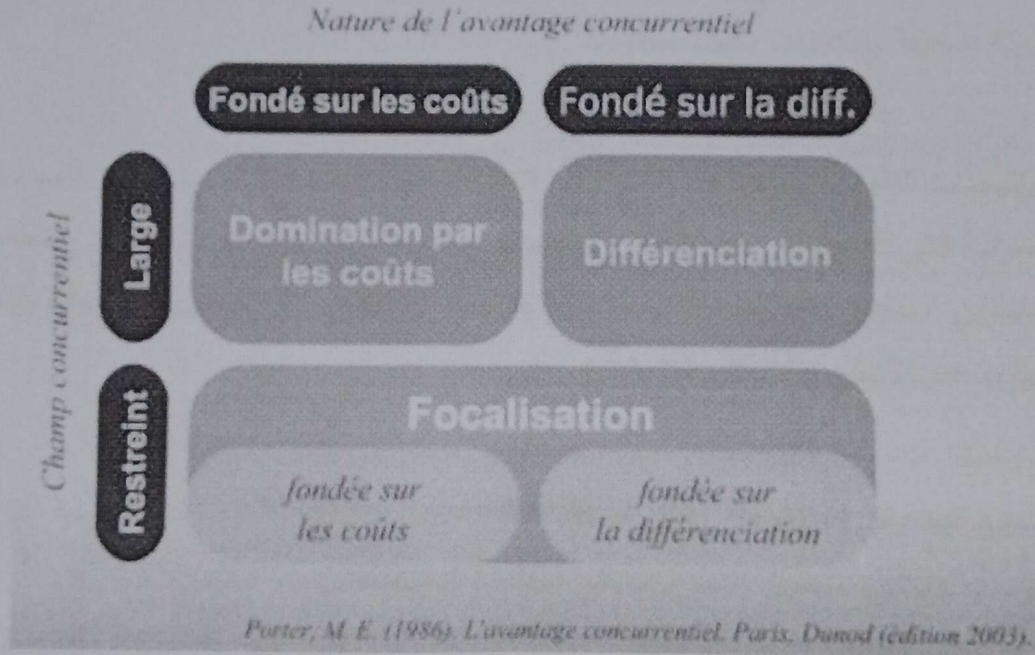 Nature de l'avantage concurrentiel
Fondé sur les coûts
Fondé sur la diff.
Champ concurrentiel
Large
Domination par
les coûts
Différenciation
Restreint
Focalisation
fondée sur
les coûts
fondée sur
la différenciation
Porter, M. E. (1986). L'avantage concurrentiel. Paris. Dunod (édition 2003).